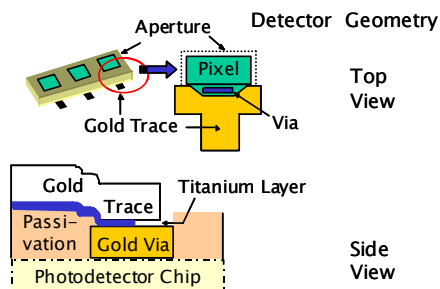 Detector Geometry
Aperture
Pixel
Top
View
Gold Trace
Via
Gold
Trace
Titanium Layer
Passi-
vation
Gold Via
Side
View
Photodetector Chip